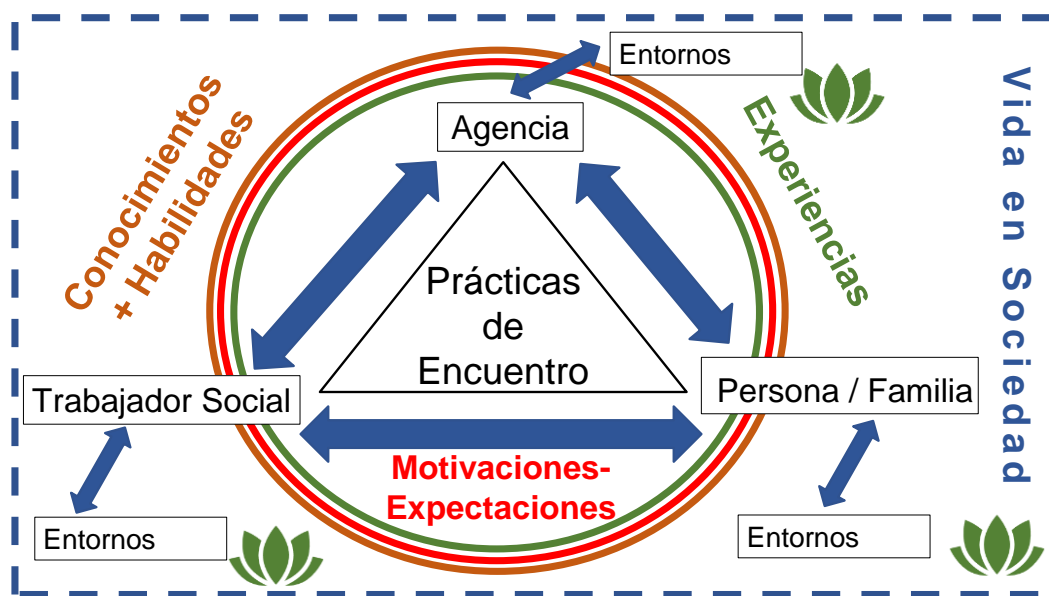 Entornos
Agencia
Conocimientos
+ Habilidades
Experiencias
Vida en Sociedad
Prácticas
de
Encuentro
Trabajador Social
Persona / Familia
Motivaciones-
Expectaciones
Entornos
Entornos